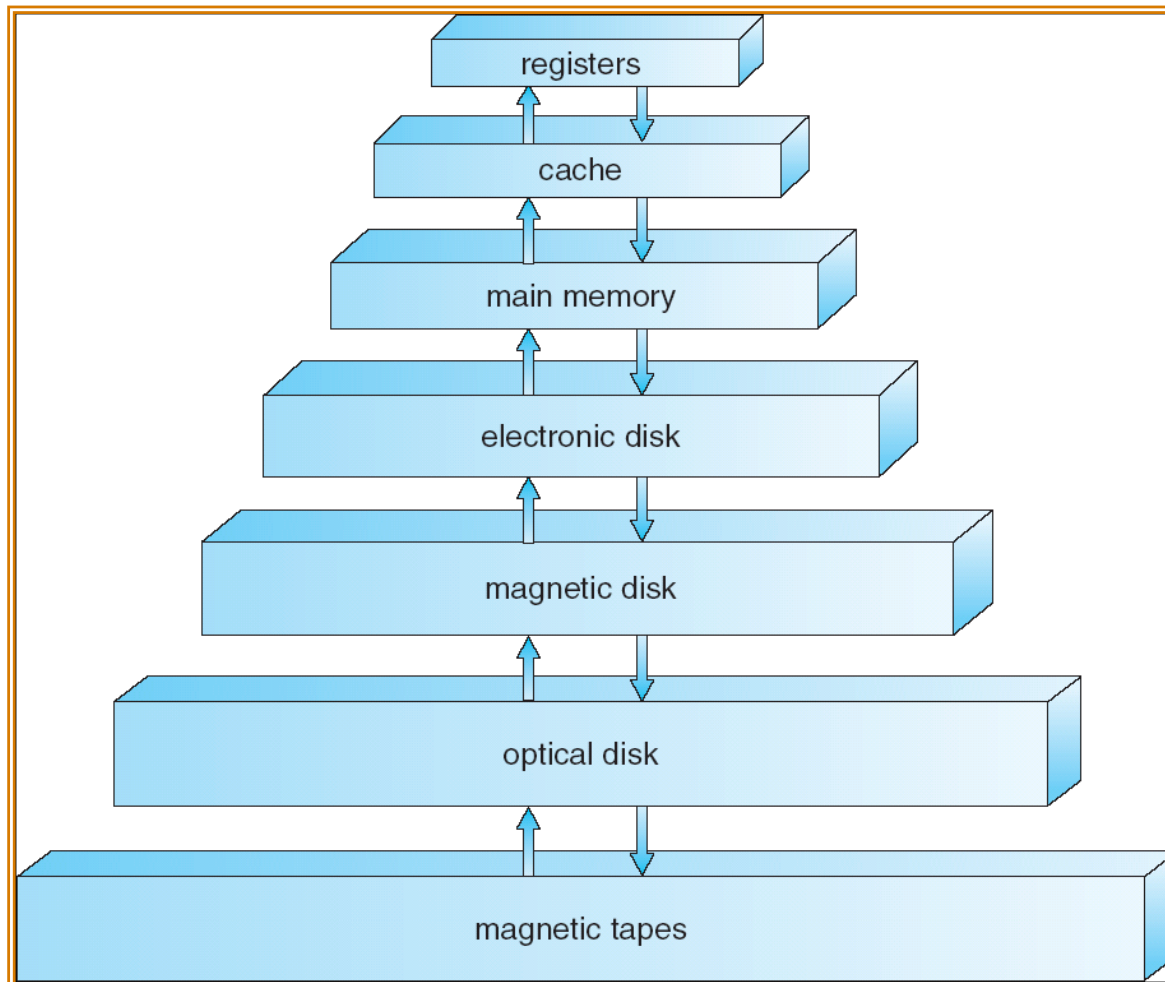 registers
cache
main memory
electronic disk
magnetic disk
optical disk
magnetic tapes